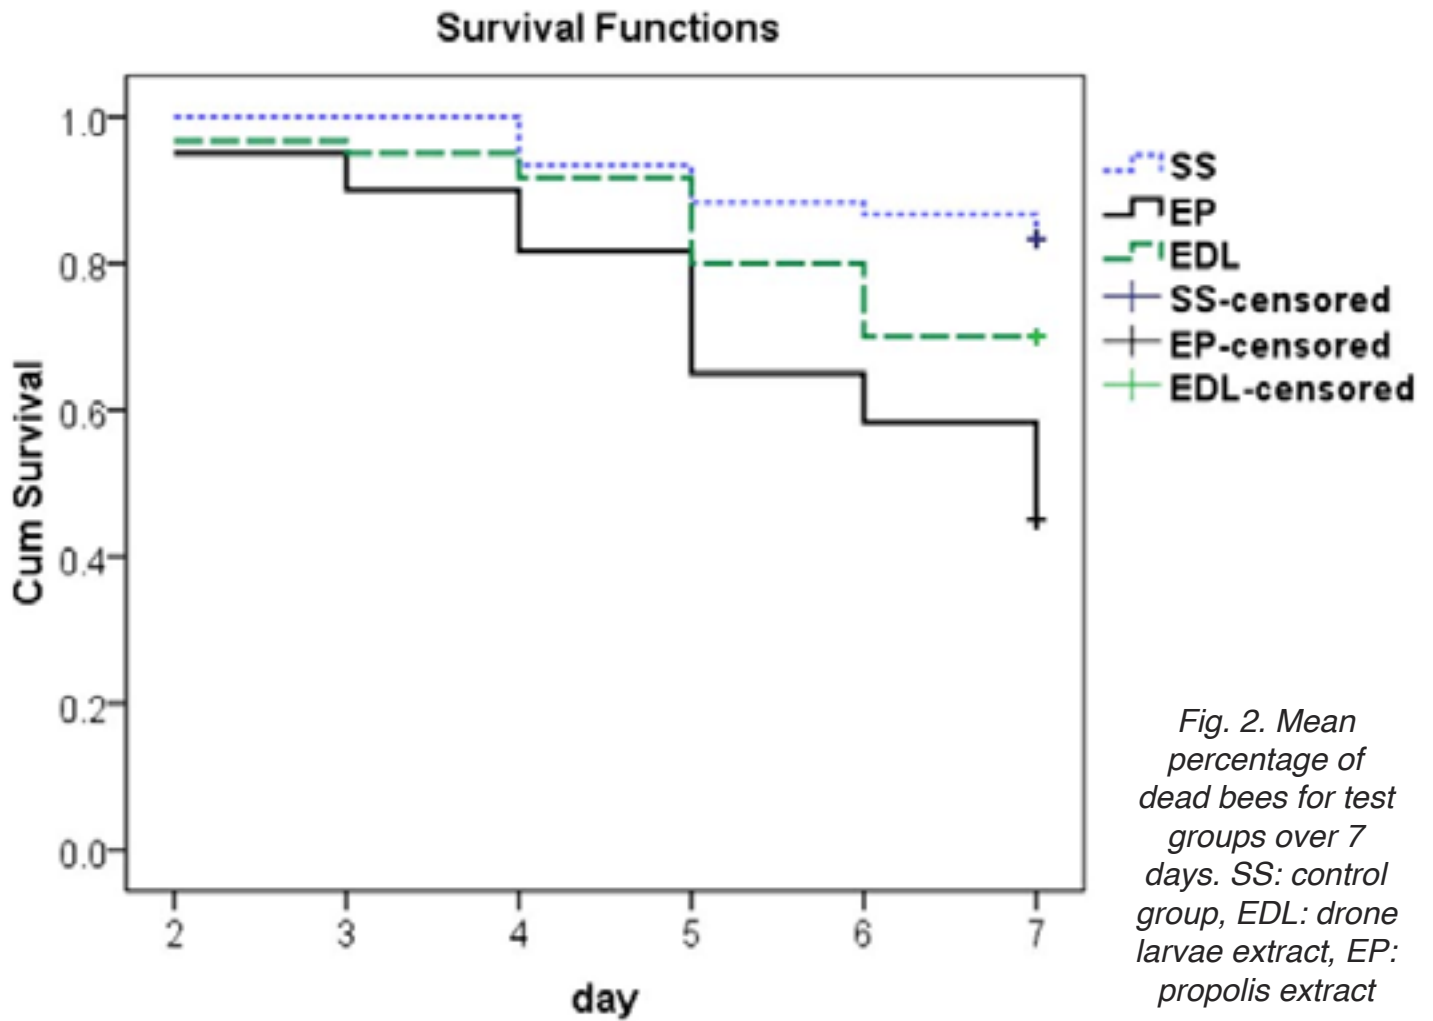 Survival Functions
1.0
0.8
0.6
0.4
0.2
0.0
Cum Survival
2 3 4 5 6 7
day
SS
EP
EDL
SS-censored
EP-censored
EDL-censored
Fig. 2. Mean
percentage of
dead bees for test
groups over 7
days. SS: control
group, EDL: drone
larvae extract, EP:
propolis extract